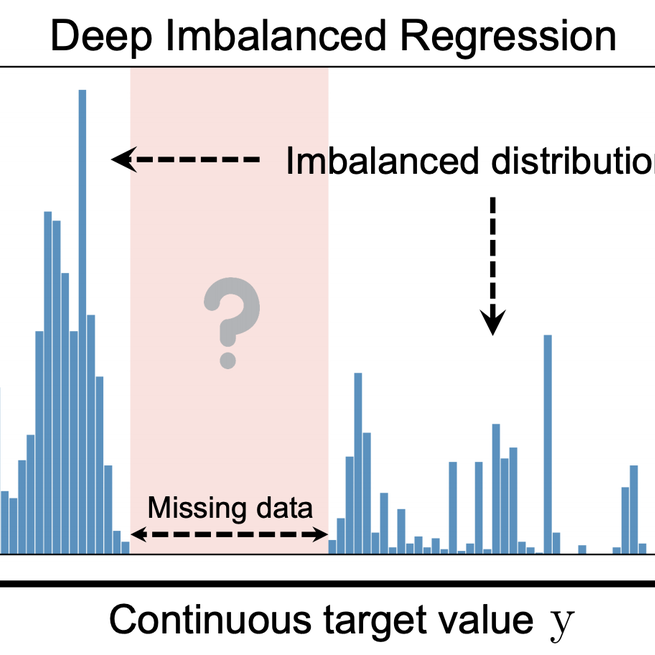 Deep Imbalanced Regression
Imbalanced distributio
?
Missing data
Continuous target value y